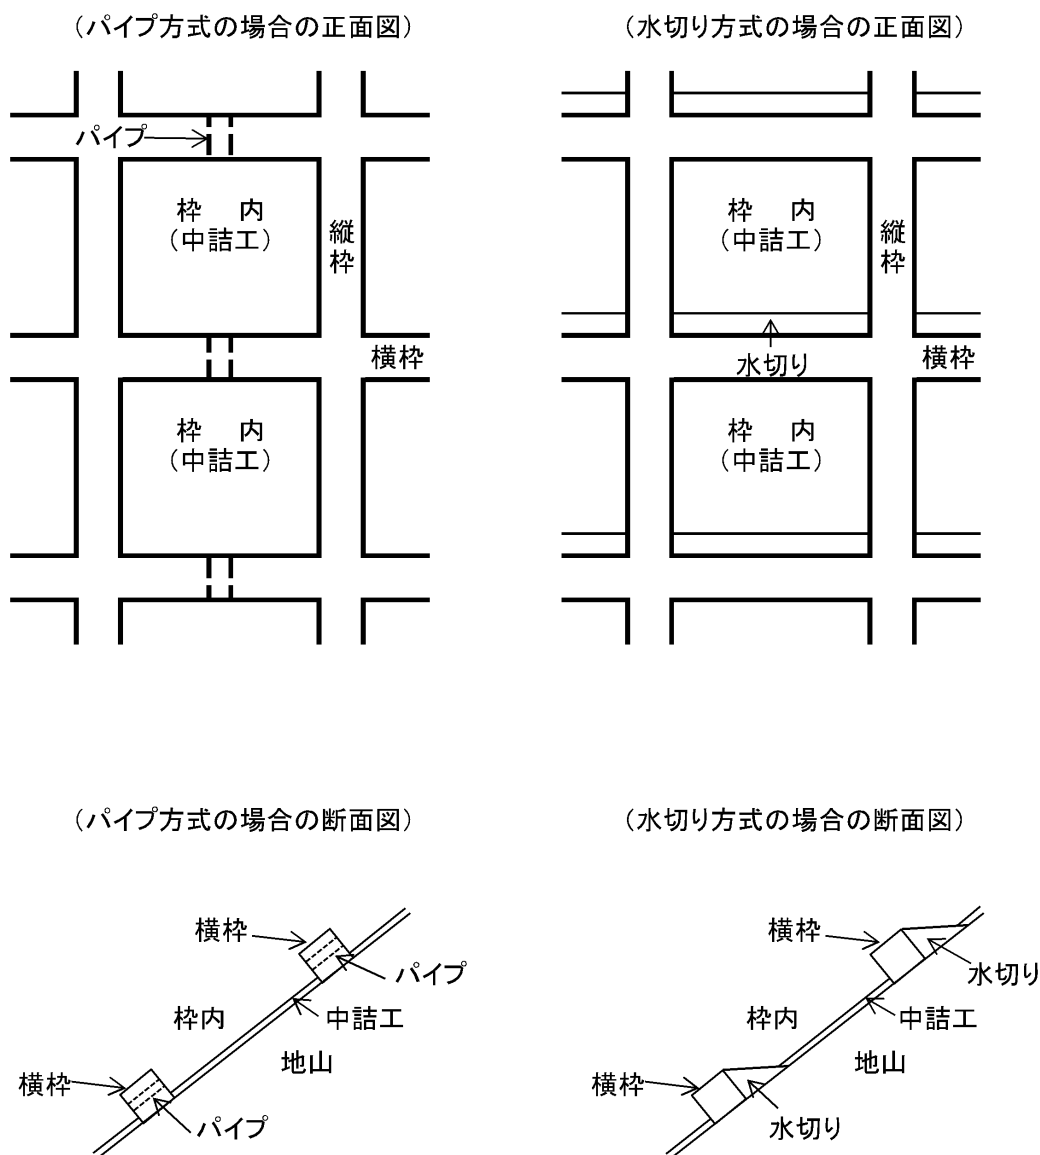 （パイプ方式の場合の正面図）
パイプ
枠　内
（中詰工）
縦枠
横枠
枠　内
（中詰工）
（水切り方式の場合の正面図）
枠　内
（中詰工）
縦枠
水切り
横枠
枠　内
（中詰工）
（パイプ方式の場合の断面図）
横枠
パイプ
枠内
中詰工
地山
横枠
パイプ
（水切り方式の場合の断面図）
横枠
水切り
枠内
中詰工
地山
横枠
水切り